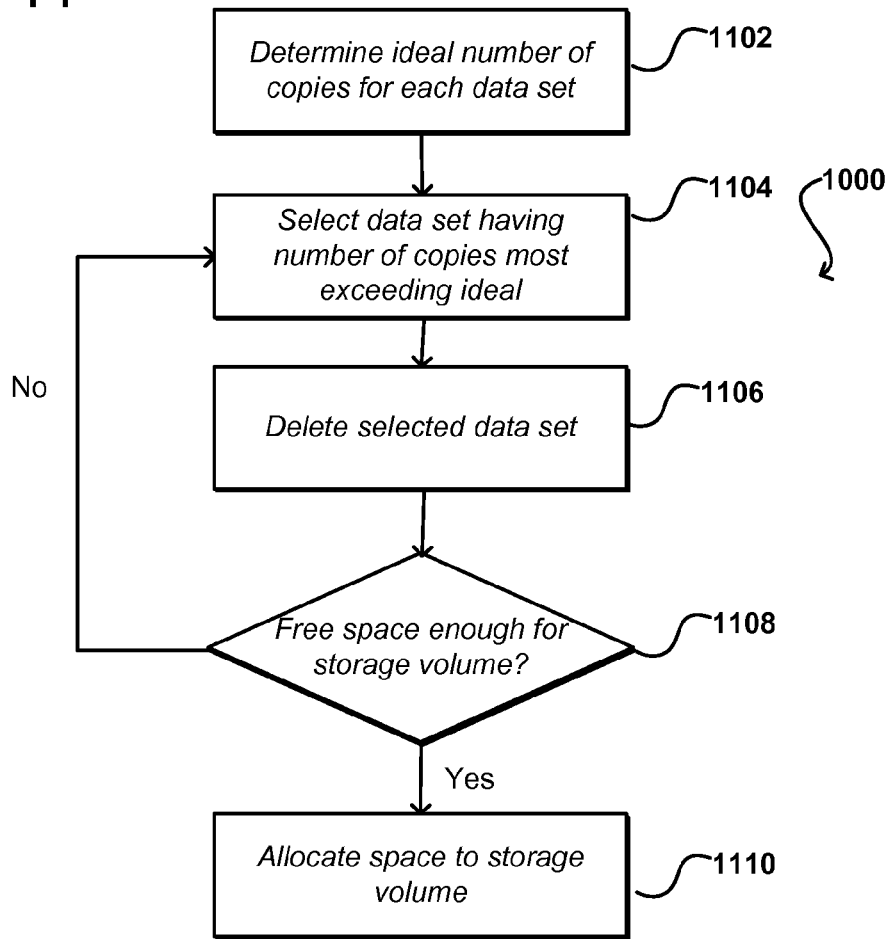 Determine ideal number of
copies for each data set
1102
Select data set having
number of copies most
exceeding ideal
1104
1000
No
Delete selected data set
1106
Free space enough for
storage volume?
1108
Yes
Allocate space to storage
volume
1110